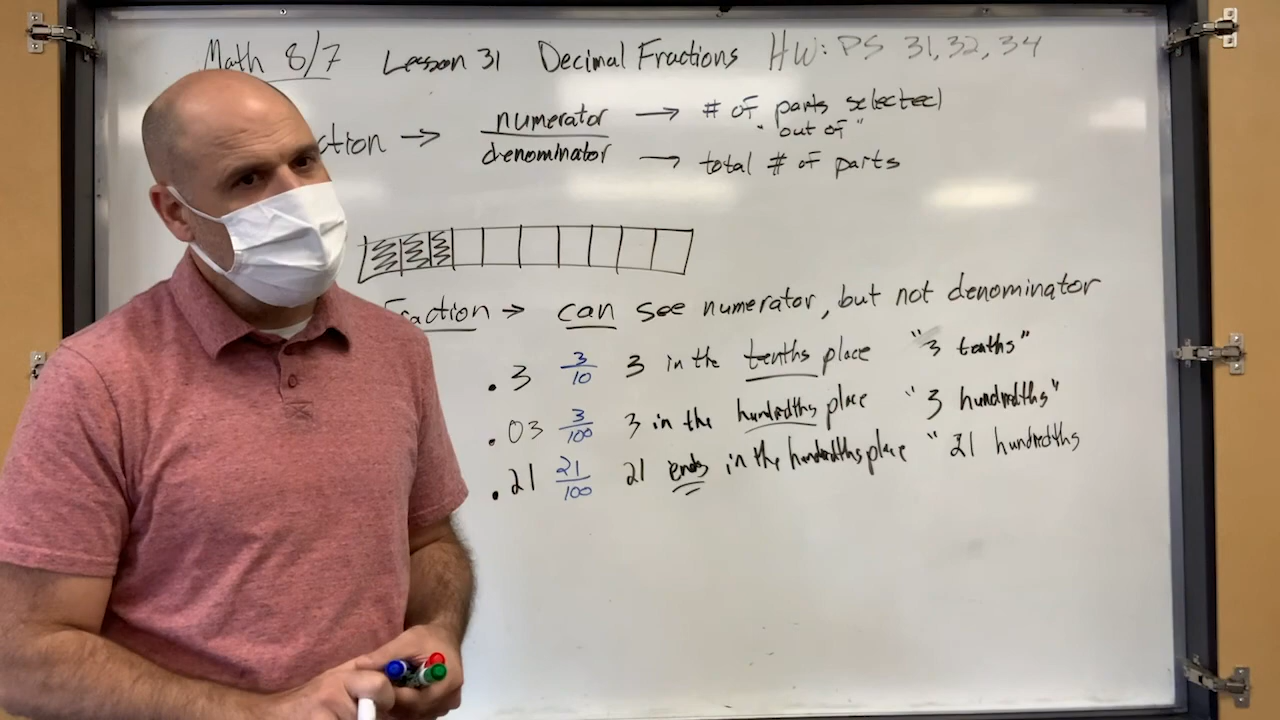 Math 8/7 Lesson 31 Decimal Fractions HW: PS 31, 32, 34
ction → numerator → # of parts selected
"out of"
denominator → total # of parts
action → can see numerator, but not denominator
.3 3/10 3 in the tenths place "3 tenths"
.03 3/100 3 in the hundredths place "3 hundredths"
.21 21/100 21 ends in the hundredths place "21 hundredths